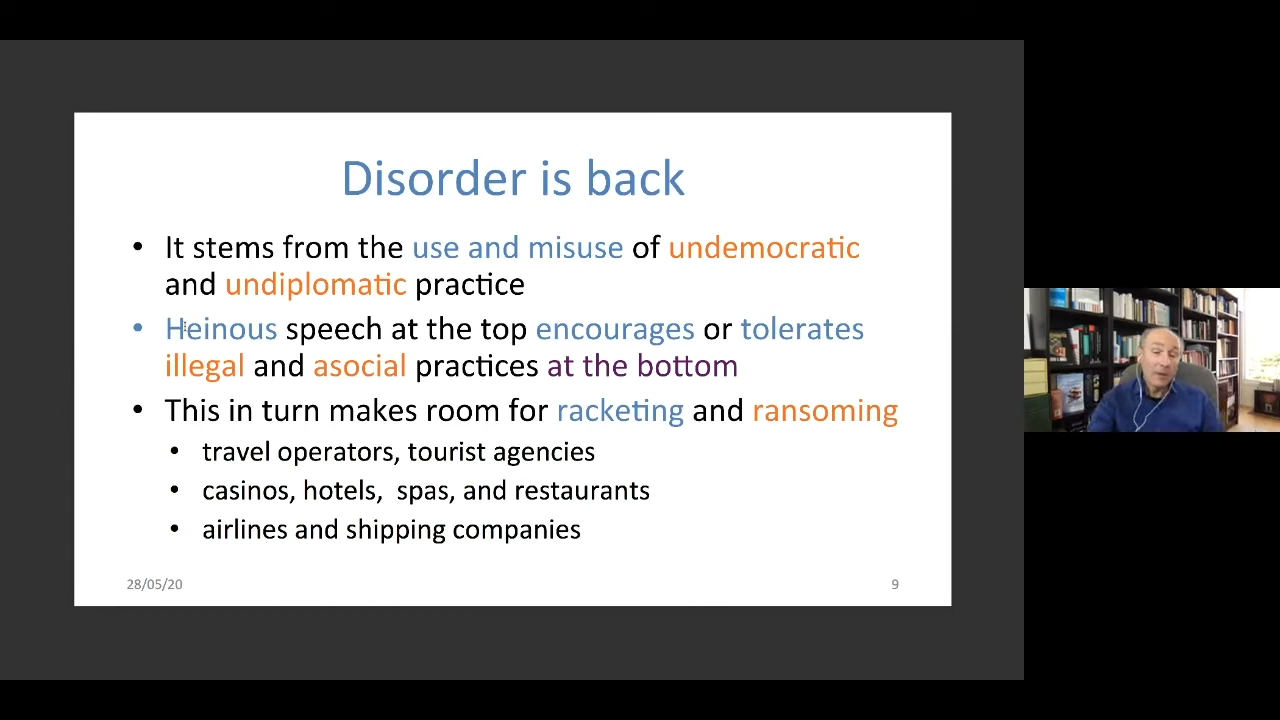 Disorder is back
• It stems from the use and misuse of undemocratic
and undiplomatic practice
• Heinous speech at the top encourages or tolerates
illegal and asocial practices at the bottom
• This in turn makes room for racketing and ransoming
• travel operators, tourist agencies
• casinos, hotels,  spas, and restaurants
• airlines and shipping companies
28/05/20
9